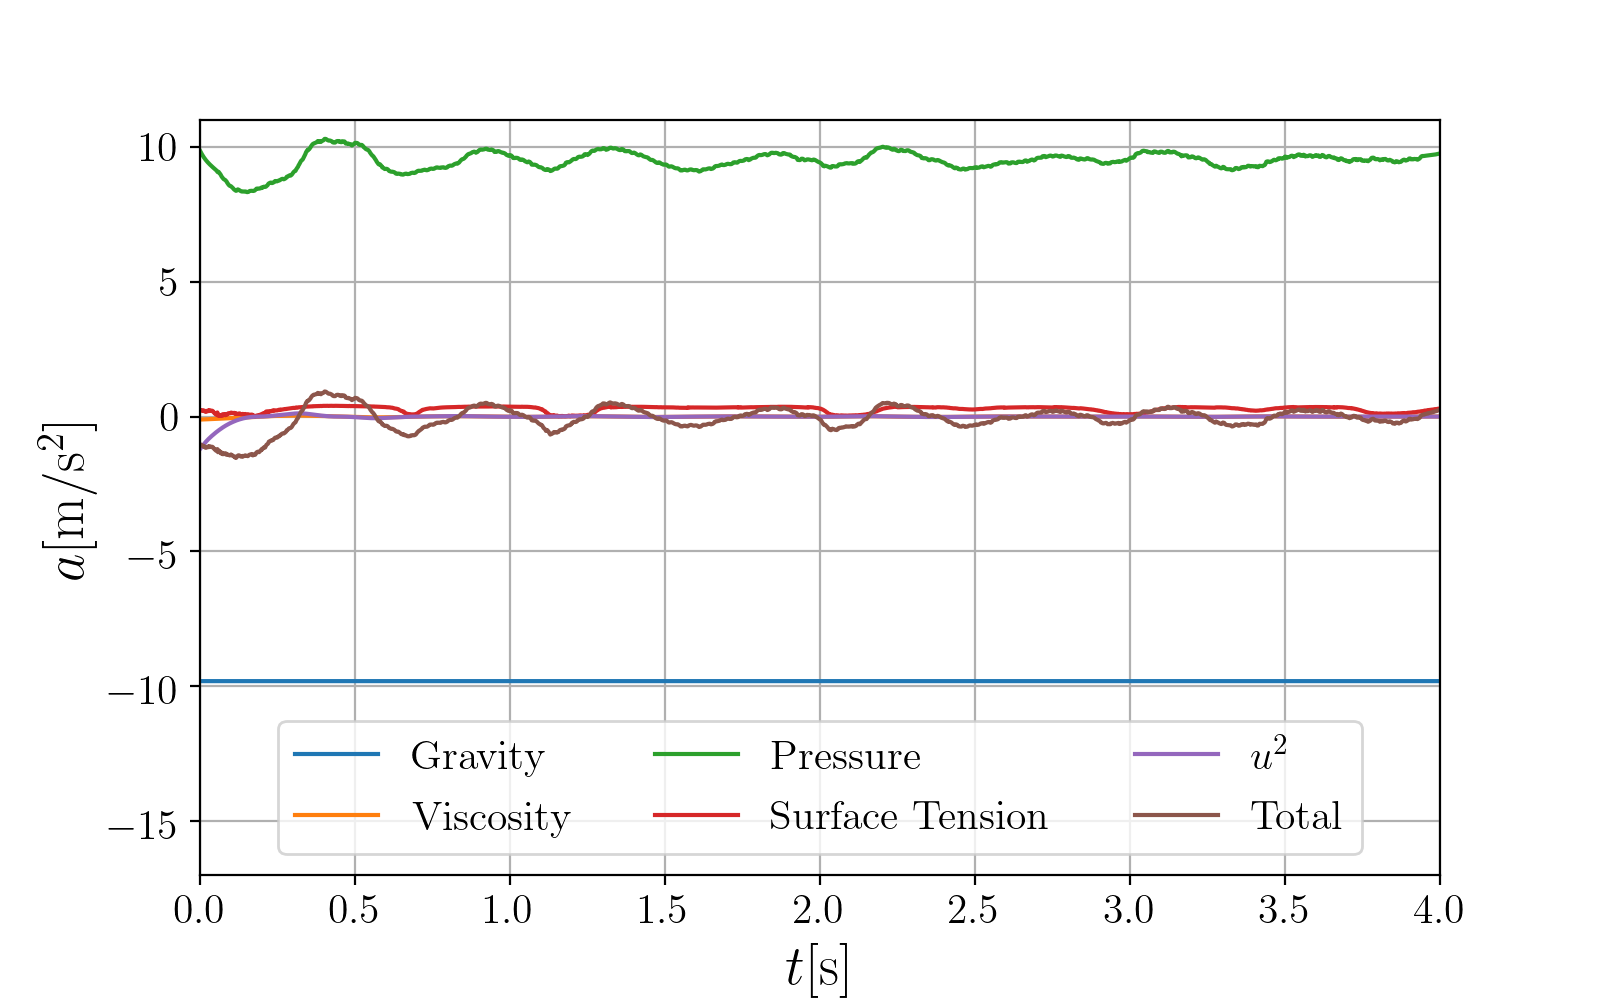 10
5
0
−5
−10
−15
a[m/s²]
Gravity
Viscosity
Pressure
Surface Tension
u²
Total
0.0 0.5 1.0 1.5 2.0 2.5 3.0 3.5 4.0
t[s]